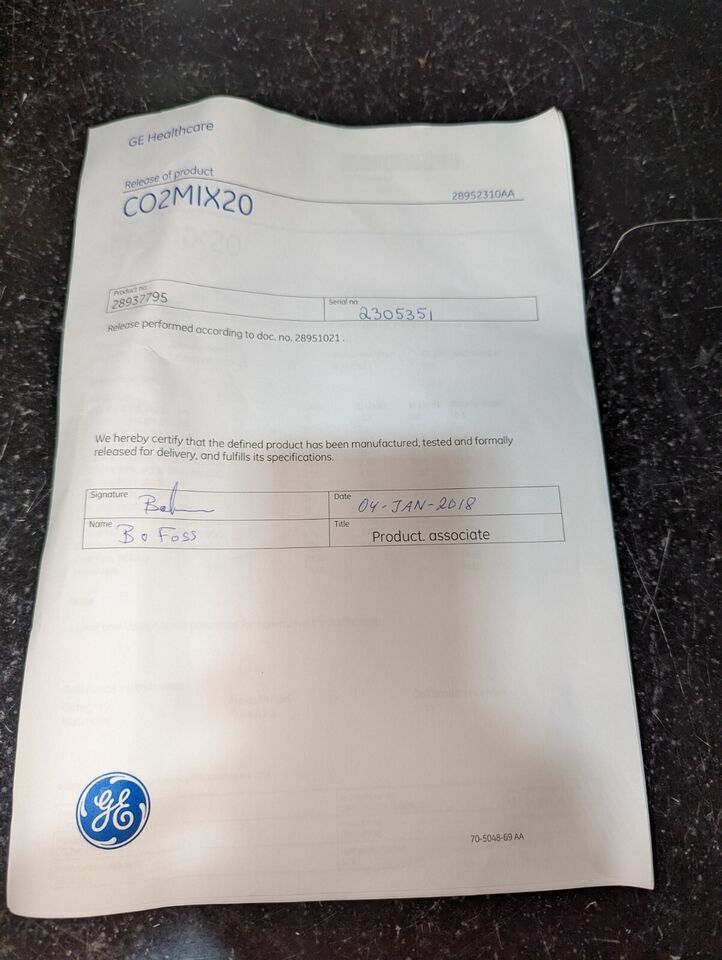 GE Healthcare
Release of product
CO2MIX20
28952310AA
Product no.
28937795
Serial no
2305351
Release performed according to doc. no. 28951021 .
We hereby certify that the defined product has been manufactured, tested and formally
released for delivery, and fulfills its specifications.
Signature
Date
04-JAN-2018
Name
Bo Foss
Title
Product. associate
GE
70-5048-69 AA